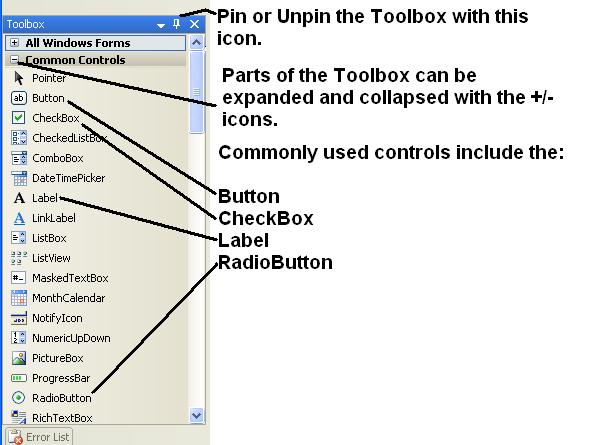 Toolbox
Pin or Unpin the Toolbox with this
icon.
All Windows Forms
Common Controls
Pointer
Button
CheckBox
CheckedListBox
ComboBox
DateTimePicker
Label
LinkLabel
ListBox
ListView
MaskedTextBox
MonthCalendar
NotifyIcon
NumericUpDown
PictureBox
ProgressBar
RadioButton
RichTextBox
Error List
Parts of the Toolbox can be
expanded and collapsed with the +/-
icons.
Commonly used controls include the:
Button
CheckBox
Label
RadioButton